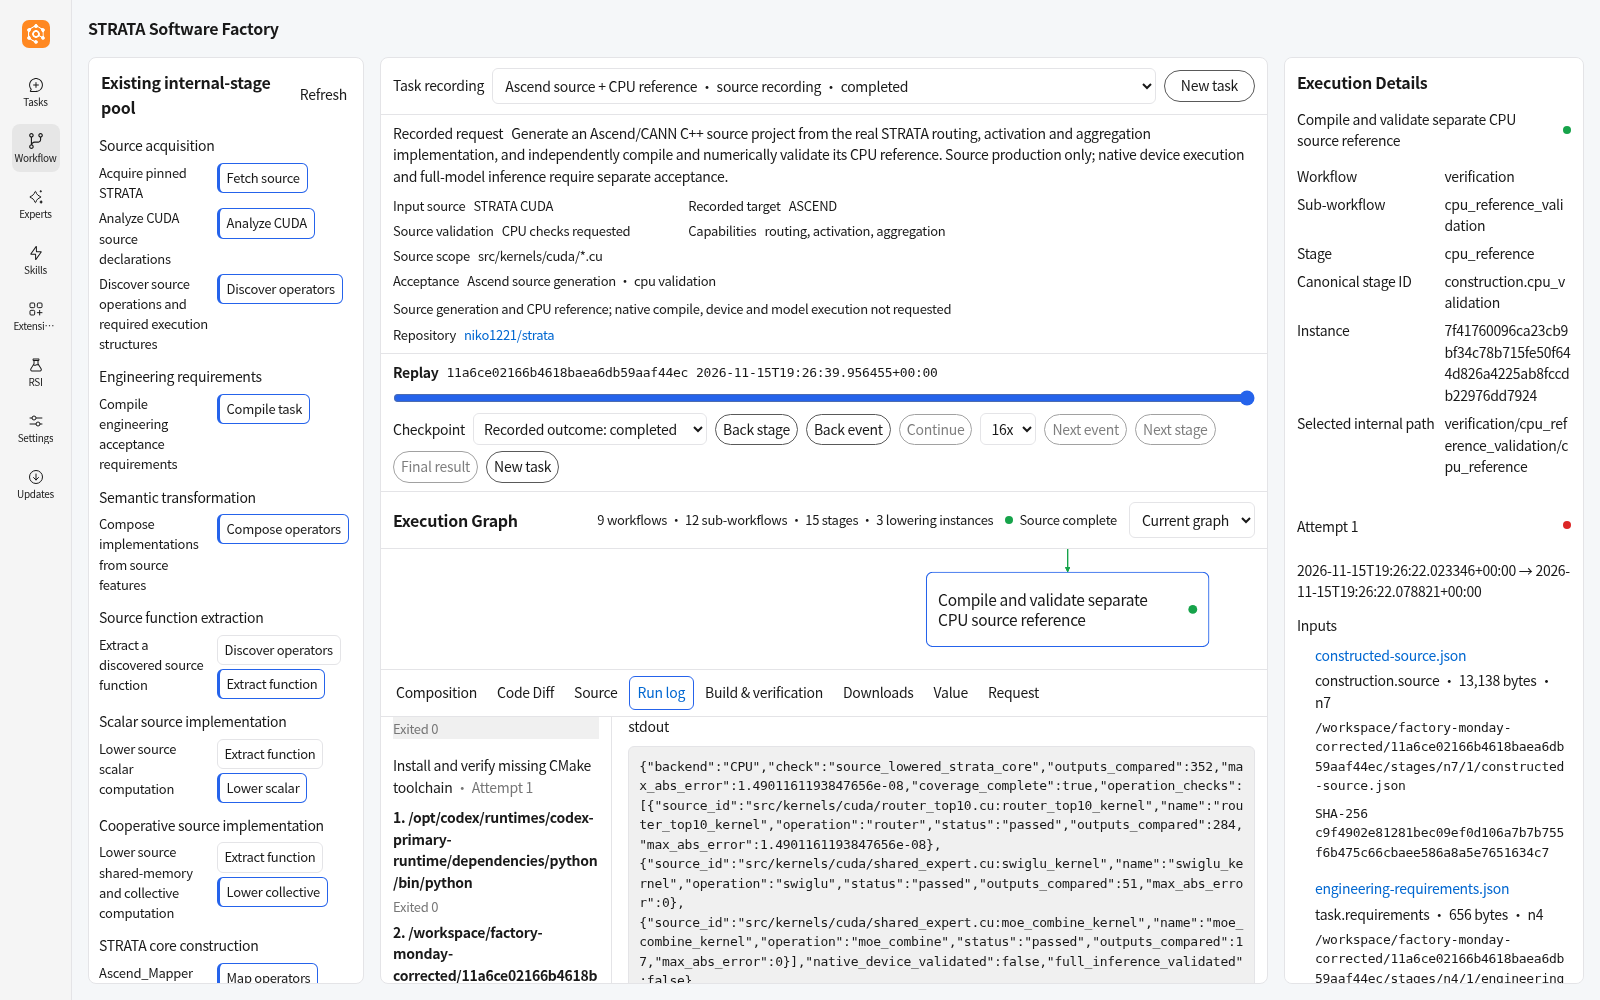 STRATA Software Factory
Tasks
Workflow
Experts
Skills
Extensi···
RSI
Settings
Updates
Existing internal-stage
pool
Refresh
Source acquisition
Acquire pinned
STRATA
Fetch source
Analyze CUDA
source
declarations
Analyze CUDA
Discover source
operations and
required execution
structures
Discover operators
Engineering requirements
Compile
engineering
acceptance
requirements
Compile task
Semantic transformation
Compose
implementations
from source
features
Compose operators
Source function extraction
Extract a
discovered source
function
Discover operators
Extract function
Scalar source implementation
Lower source
scalar
computation
Extract function
Lower scalar
Cooperative source implementation
Lower source
shared-memory
and collective
computation
Extract function
Lower collective
STRATA core construction
Ascend_Mapper
Map operators
Task recording
Ascend source + CPU reference • source recording • completed
New task
Recorded request Generate an Ascend/CANN C++ source project from the real STRATA routing, activation and aggregation
implementation, and independently compile and numerically validate its CPU reference. Source production only; native device execution
and full-model inference require separate acceptance.
Input source STRATA CUDA
Recorded target ASCEND
Source validation CPU checks requested
Capabilities routing, activation, aggregation
Source scope src/kernels/cuda/*.cu
Acceptance Ascend source generation • cpu validation
Source generation and CPU reference; native compile, device and model execution not requested
Repository niko1221/strata
Replay 11a6ce02166b4618baea6db59aaf44ec 2026-11-15T19:26:39.956455+00:00
Checkpoint
Recorded outcome: completed
Back stage
Back event
Continue
16x
Next event
Next stage
Final result
New task
Execution Graph
9 workflows • 12 sub-workflows • 15 stages • 3 lowering instances
Source complete
Current graph
Compile and validate separate
CPU source reference
Composition
Code Diff
Source
Run log
Build & verification
Downloads
Value
Request
Exited 0
Install and verify missing CMake
toolchain • Attempt 1
1. /opt/codex/runtimes/codex-
primary-
runtime/dependencies/python
/bin/python
Exited 0
2. /workspace/factory-
monday-
corrected/11a6ce02166b4618b
stdout
{"backend":"CPU","check":"source_lowered_strata_core","outputs_compared":352,"ma
x_abs_error":1.4901161193847656e-08,"coverage_complete":true,"operation_checks":
[{"source_id":"src/kernels/cuda/router_top10.cu:router_top10_kernel","name":"rou
ter_top10_kernel","operation":"router","status":"passed","outputs_compared":284,
"max_abs_error":1.4901161193847656e-08},
{"source_id":"src/kernels/cuda/shared_expert.cu:swiglu_kernel","name":"swiglu_ke
rnel","operation":"swiglu","status":"passed","outputs_compared":51,"max_abs_erro
r":0},
{"source_id":"src/kernels/cuda/shared_expert.cu:moe_combine_kernel","name":"moe_
combine_kernel","operation":"moe_combine","status":"passed","outputs_compared":1
7,"max_abs_error":0}],"native_device_validated":false,"full_inference_validated"
:false}
Execution Details
Compile and validate separate CPU
source reference
Workflow
verification
Sub-workflow
cpu_reference_vali
dation
Stage
cpu_reference
Canonical stage ID
construction.cpu_v
alidation
Instance
7f41760096ca23cb9
bf34c78b715fe50f64
4d826a4225ab8fccd
b22976dd7924
Selected internal path
verification/cpu_ref
erence_validation/c
pu_reference
Attempt 1
2026-11-15T19:26:22.023346+00:00 → 2026-
11-15T19:26:22.078821+00:00
Inputs
constructed-source.json
construction.source • 13,138 bytes •
n7
/workspace/factory-monday-
corrected/11a6ce02166b4618baea6db
59aaf44ec/stages/n7/1/constructed
-source.json
SHA-256
c9f4902e81281bec09ef0d106a7b7b755
f6b475c66cbaee586a8a5e7651634c7
engineering-requirements.json
task.requirements • 656 bytes • n4
/workspace/factory-monday-
corrected/11a6ce02166b4618baea6db
59aaf44ec/stages/n4/1/engineering